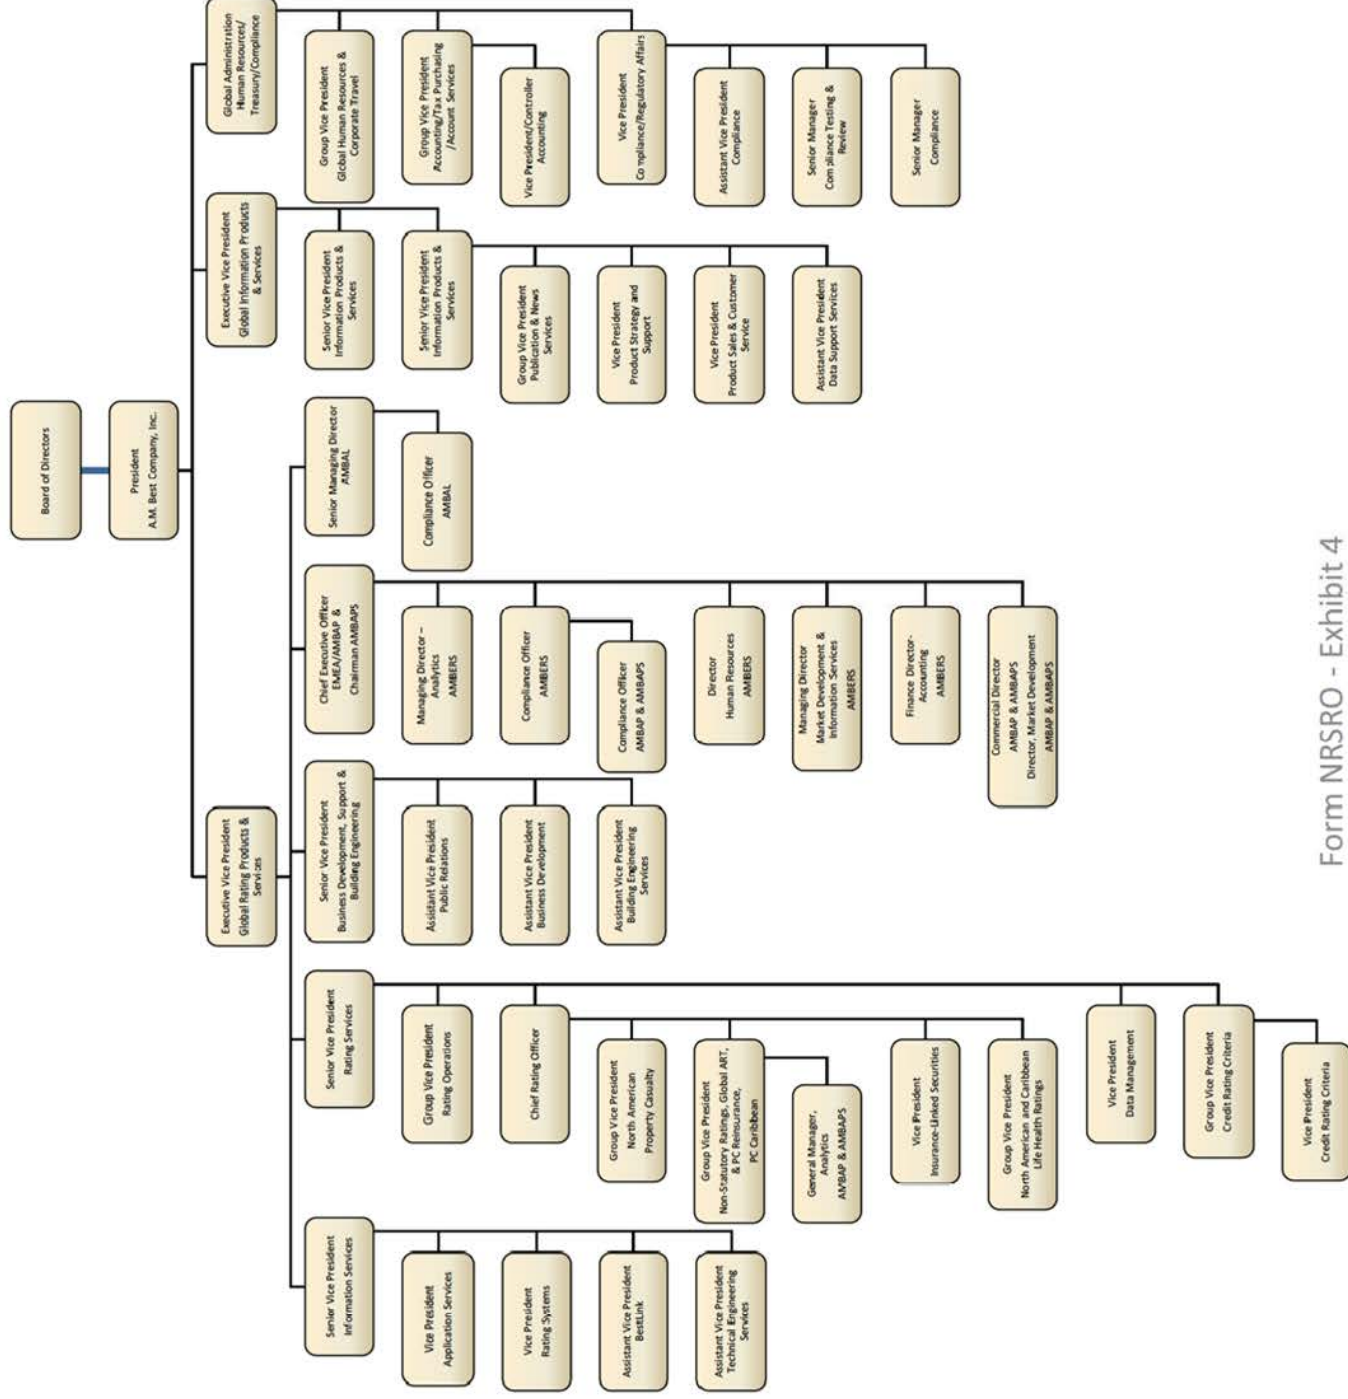 Board of Directors
President
A.M. Best Company, Inc.
Executive Vice President
Global Rating Products &
Services
Executive Vice President
Global Information Products
& Services
Global Administration
Human Resources/
Treasury/Compliance
Senior Vice President
Information Services
Vice President
Application Services
Vice President
Rating Systems
Assistant Vice President
BestLink
Assistant Vice President
Technical Engineering
Services
Senior Vice President
Rating Services
Group Vice President
Rating Operations
Chief Rating Officer
Group Vice President
North American
Property Casualty
Group Vice President
Non-Statutory Ratings, Global ART,
& PC Reinsurance,
PC Caribbean
General Manager,
Analytics
AMBAP & AMBAPS
Vice President
Insurance-Linked Securities
Group Vice President
North American and Caribbean
Life Health Ratings
Vice President
Data Management
Group Vice President
Credit Rating Criteria
Vice President
Credit Rating Criteria
Senior Vice President
Business Development, Support &
Building Engineering
Assistant Vice President
Public Relations
Assistant Vice President
Business Development
Assistant Vice President
Building Engineering
Services
Chief Executive Officer
EMEA/AMBAP &
Chairman AMBAPS
Managing Director –
Analytics
AMBERS
Compliance Officer
AMBERS
Compliance Officer
AMBAP & AMBAPS
Director
Human Resources
AMBERS
Managing Director
Market Development &
Information Services
AMBERS
Finance Director-
Accounting
AMBERS
Commercial Director
AMBAP & AMBAPS
Director, Market Development
AMBAP & AMBAPS
Senior Managing Director
AMBAL
Compliance Officer
AMBAL
Senior Vice President
Information Products &
Services
Senior Vice President
Information Products &
Services
Group Vice President
Publication & News
Services
Vice President
Product Strategy and
Support
Vice President
Product Sales & Customer
Service
Assistant Vice President
Data Support Services
Group Vice President
Global Human Resources &
Corporate Travel
Group Vice President
Accounting/Tax Purchasing
/Account Services
Vice President/Controller
Accounting
Vice President
Compliance/Regulatory Affairs
Assistant Vice President
Compliance
Senior Manager
Compliance Testing &
Review
Senior Manager
Compliance
Form NRSRO - Exhibit 4